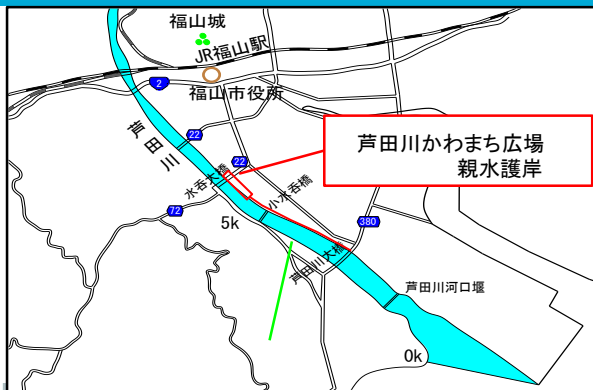 福山城
JR福山駅
2
福山市役所
芦田川
22
22
芦田川かわまち広場
親水護岸
水呑大橋
小水呑橋
72
5k
380
芦田川大橋
芦田川河口堰
0k